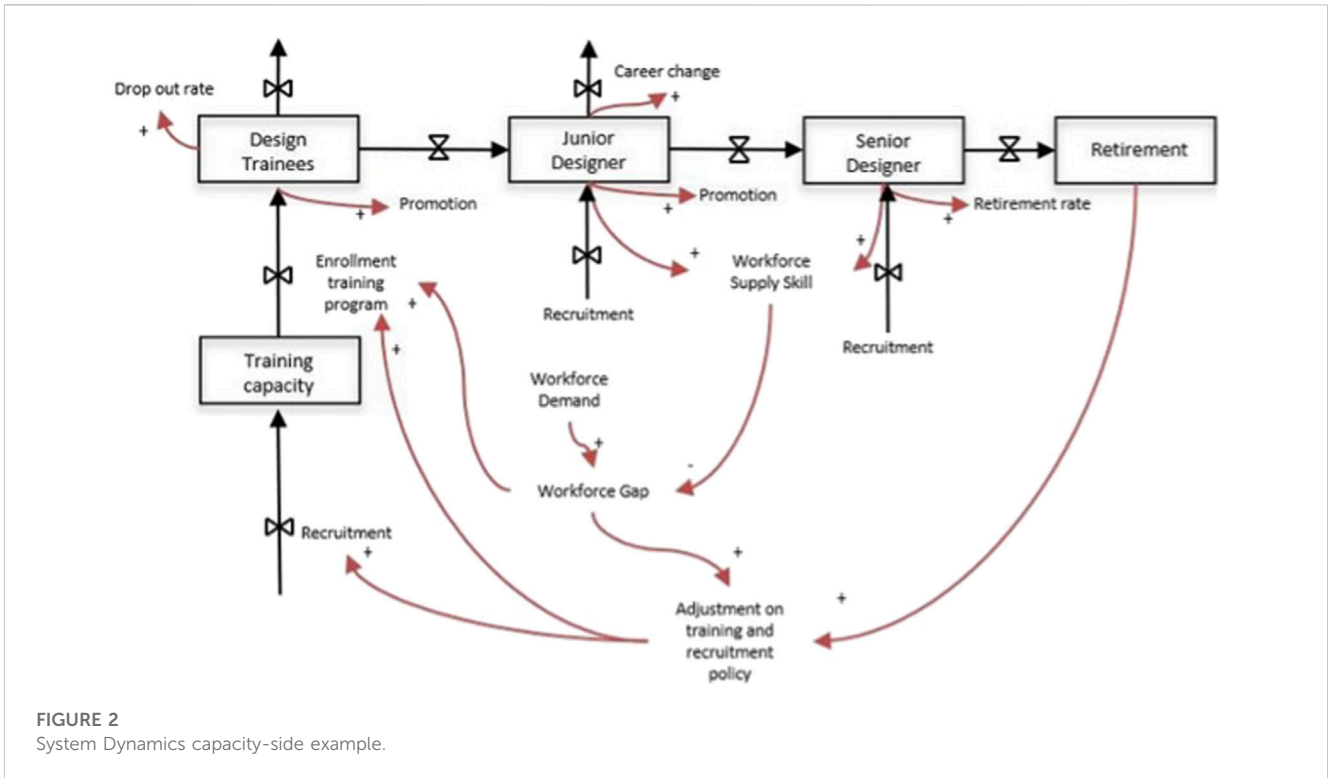 Drop out rate
+
Design
Trainees
+
Promotion
Career change
+
Junior
Designer
Promotion
+
Senior
Designer
Retirement
Retirement rate
+
Enrollment
training
program
+
+
+
Workforce
Supply Skill
+
Recruitment
Recruitment
Training
capacity
Workforce
Demand
+
-
Workforce Gap
Recruitment
+
+
Adjustment on
training and
recruitment
policy
+
FIGURE 2
System Dynamics capacity-side example.